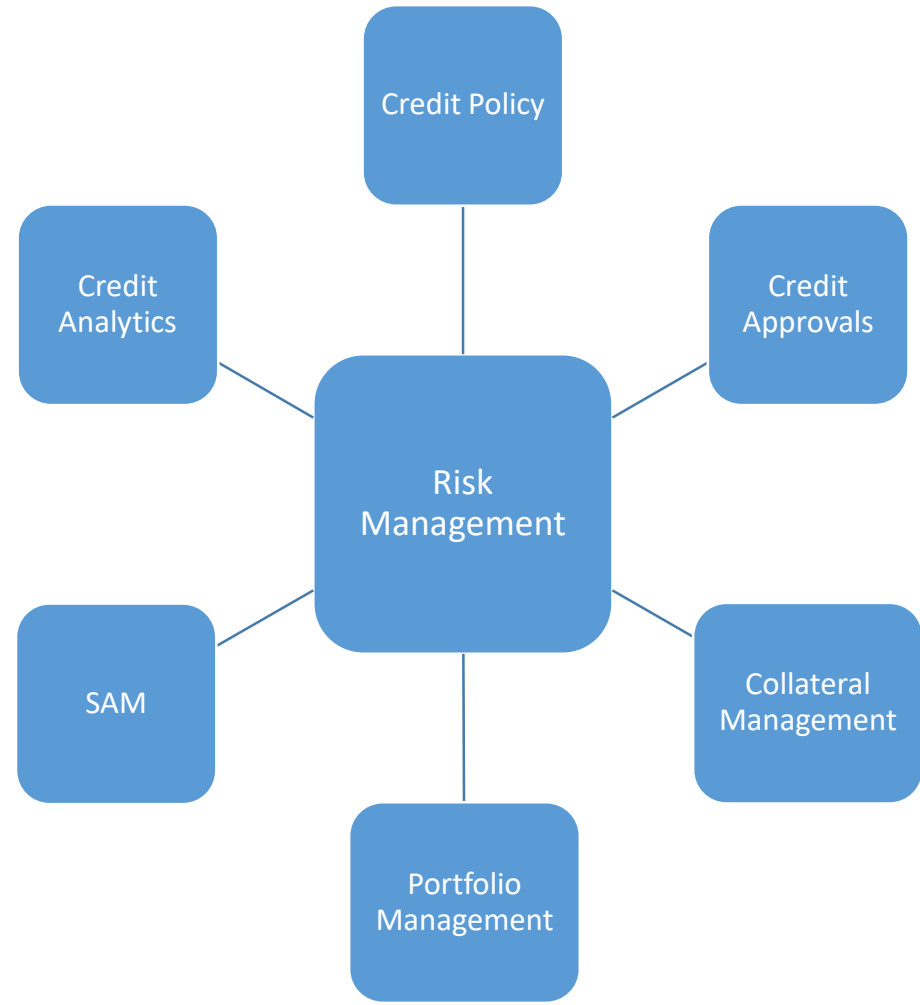 Credit Policy
Credit
Analytics
Credit
Approvals
Risk
Management
SAM
Collateral
Management
Portfolio
Management